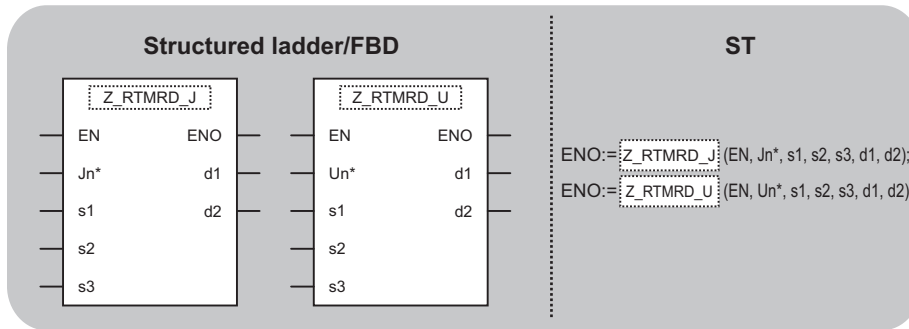 Structured ladder/FBD
ST
Z_RTMRD_J
EN ENO
Jn* d1
s1 d2
s2
s3
Z_RTMRD_U
EN ENO
Un* d1
s1 d2
s2
s3
ENO:= Z_RTMRD_J (EN, Jn*, s1, s2, s3, d1, d2);
ENO:= Z_RTMRD_U (EN, Un*, s1, s2, s3, d1, d2)